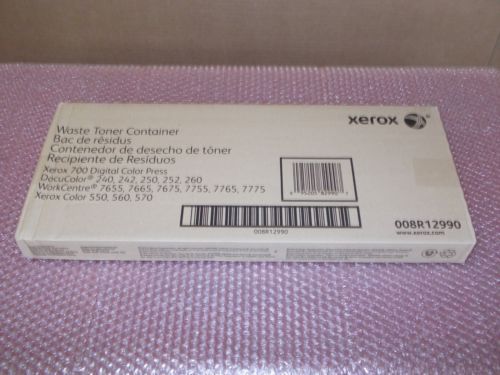 xerox
Waste Toner Container
Bac de résidus
Contenedor de desecho de tóner
Recipiente de Resíduos
Xerox 700 Digital Color Press
DocuColor® 240, 242, 250, 252, 260
WorkCentre® 7655, 7665, 7675, 7755, 7765, 7775
Xerox Color 550, 560, 570
008R12990
008R12990
www.xerox.com